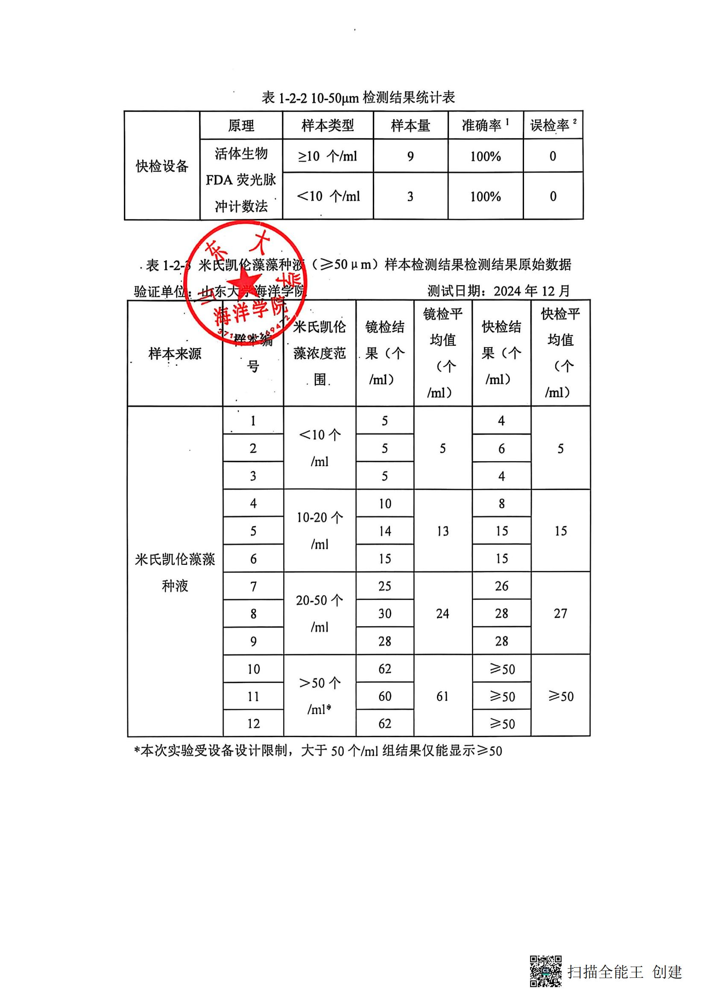 表 1-2-2 10-50μm 检测结果统计表
快检设备 原理 样本类型 样本量 准确率 1 误检率 2
活体生物
FDA 荧光脉
冲计数法
≥10 个/ml 9 100% 0
＜10 个/ml 3 100% 0
表 1-2-3 米氏凯伦藻藻种液（≥50μm）样本检测结果检测结果原始数据
验证单位：山东大学海洋学院 测试日期：2024 年 12 月
山东大学
海洋学院
样本来源
样本编
号
米氏凯伦
藻浓度范
围
镜检结
果（个
/ml）
镜检平
均值
（个
/ml）
快检结
果（个
/ml）
快检平
均值
（个
/ml）
米氏凯伦藻藻
种液
＜10 个
/ml
1 5 5 4 5
2 5 6
3 5 4
10-20 个
/ml
4 10 13 8 15
5 14 15
6 15 15
20-50 个
/ml
7 25 24 26 27
8 30 28
9 28 28
＞50 个
/ml*
10 62 61 ≥50 ≥50
11 60 ≥50
12 62 ≥50
*本次实验受设备设计限制，大于 50 个/ml 组结果仅能显示≥50
CS
扫描全能王 创建